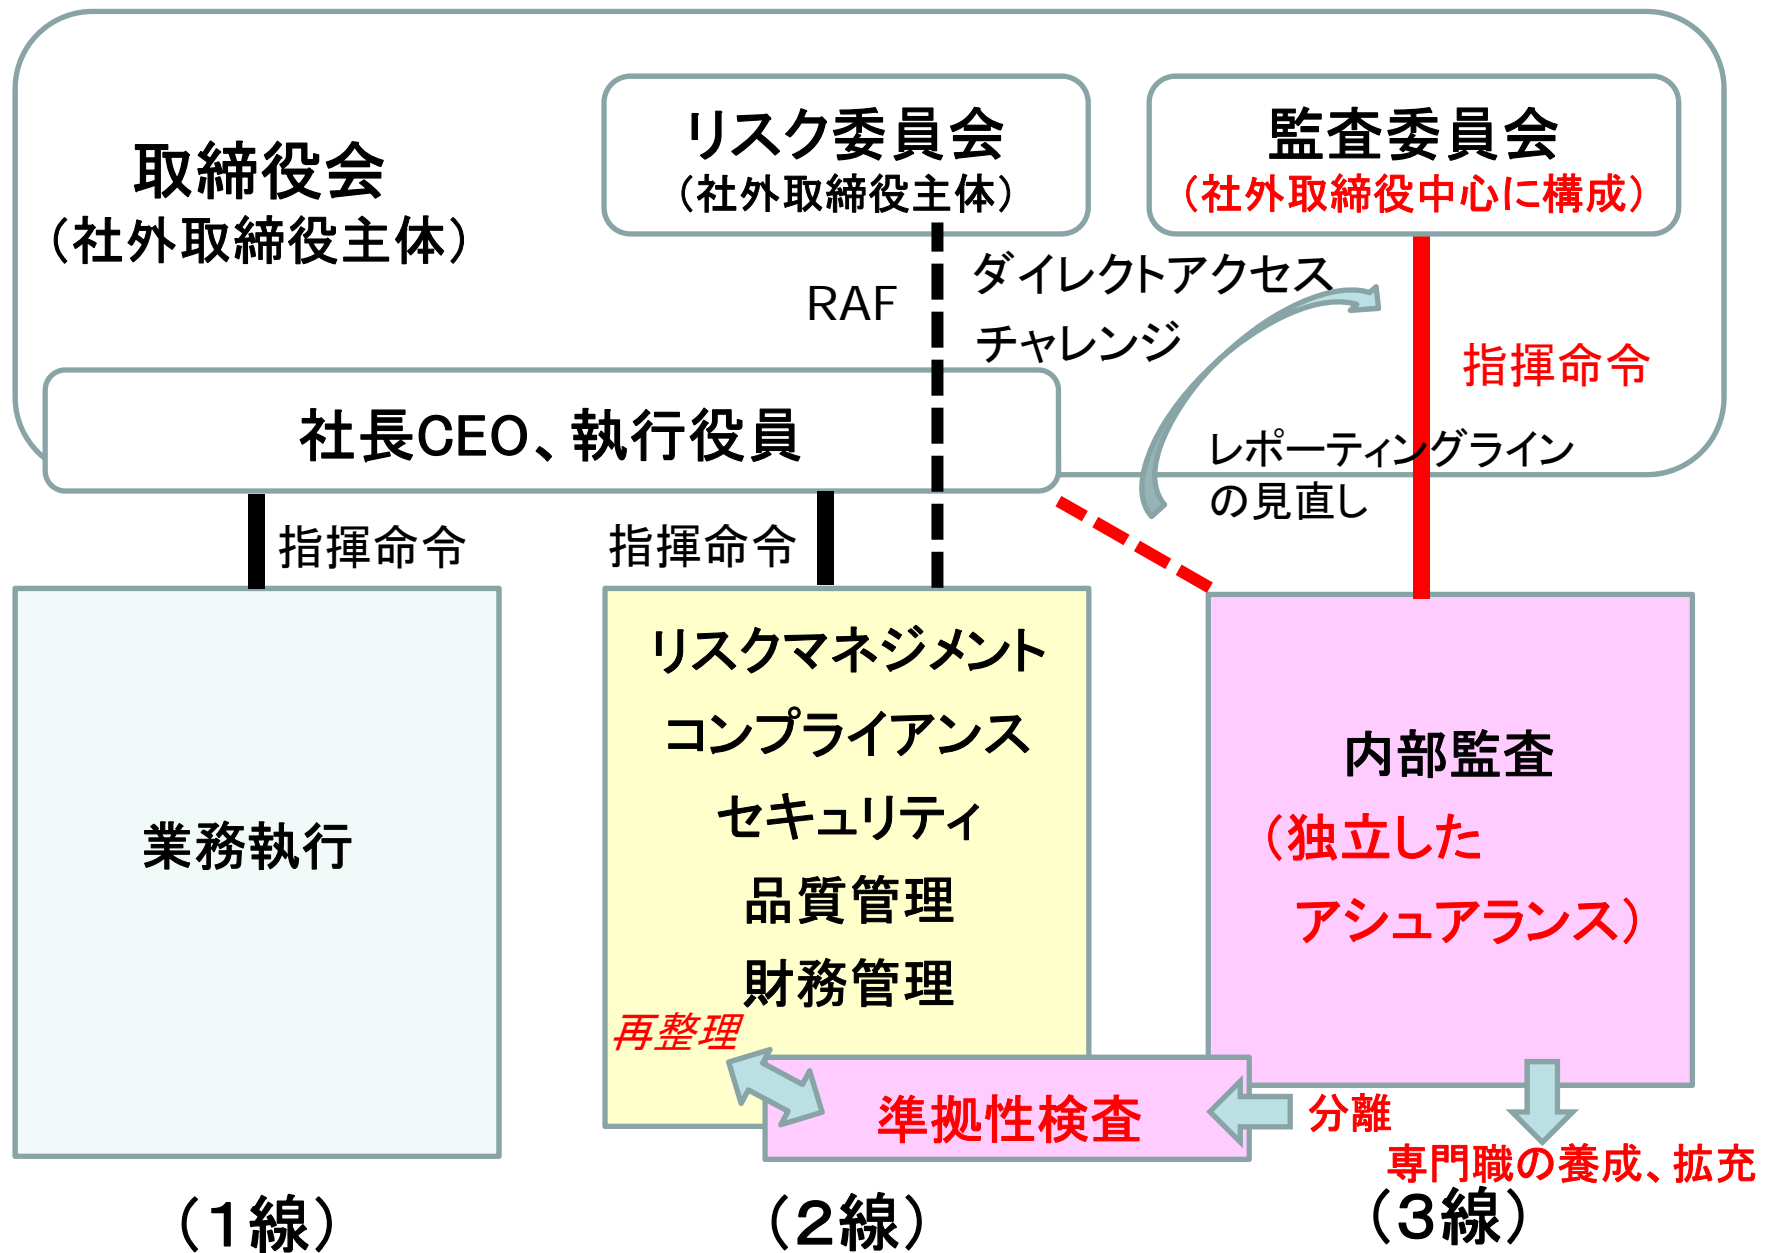 取締役会
（社外取締役主体）
リスク委員会
（社外取締役主体）
監査委員会
（社外取締役中心に構成）
RAF
ダイレクトアクセス
チャレンジ
指揮命令
社長CEO、執行役員
レポーティングライン
の見直し
指揮命令
指揮命令
業務執行
リスクマネジメント
コンプライアンス
セキュリティ
品質管理
財務管理
再整理
内部監査
（独立した
アシュアランス）
準拠性検査
分離
専門職の養成、拡充
（１線）
（２線）
（３線）